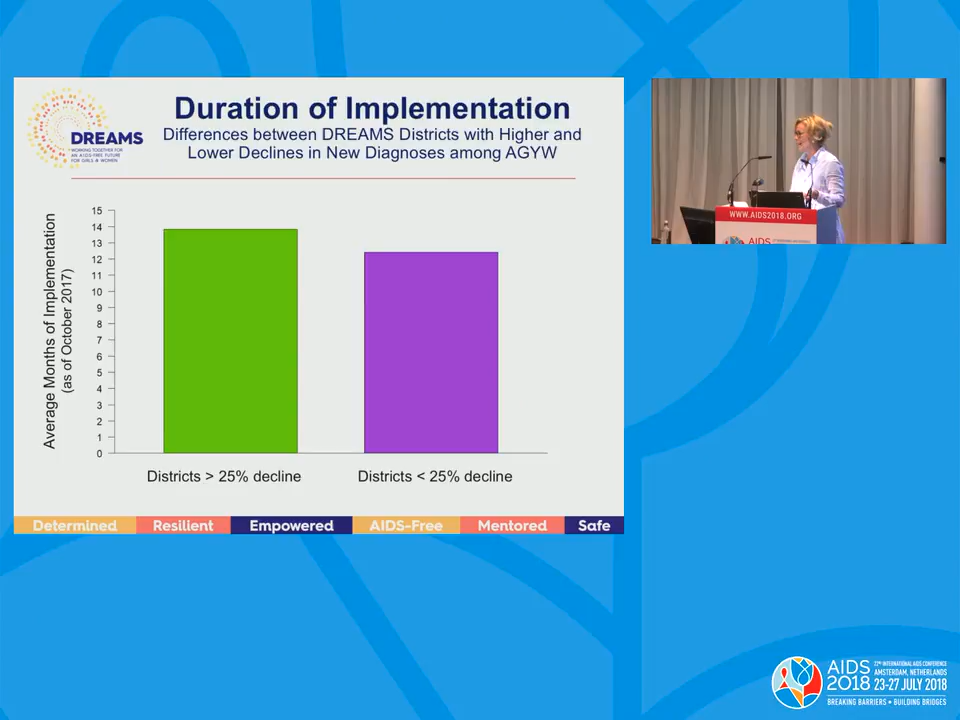 DREAMS
WORKING TOGETHER FOR
AN AIDS-FREE FUTURE
FOR GIRLS & WOMEN
Duration of Implementation
Differences between DREAMS Districts with Higher and
Lower Declines in New Diagnoses among AGYW
Average Months of Implementation
(as of October 2017)
15
14
13
12
11
10
9
8
7
6
5
4
3
2
1
0
Districts > 25% decline
Districts < 25% decline
Determined
Resilient
Empowered
AIDS-Free
Mentored
Safe
WWW.AIDS2018.ORG
AIDS
AIDS
2018
22ND INTERNATIONAL AIDS CONFERENCE
AMSTERDAM, NETHERLANDS
23-27 JULY 2018
BREAKING BARRIERS • BUILDING BRIDGES